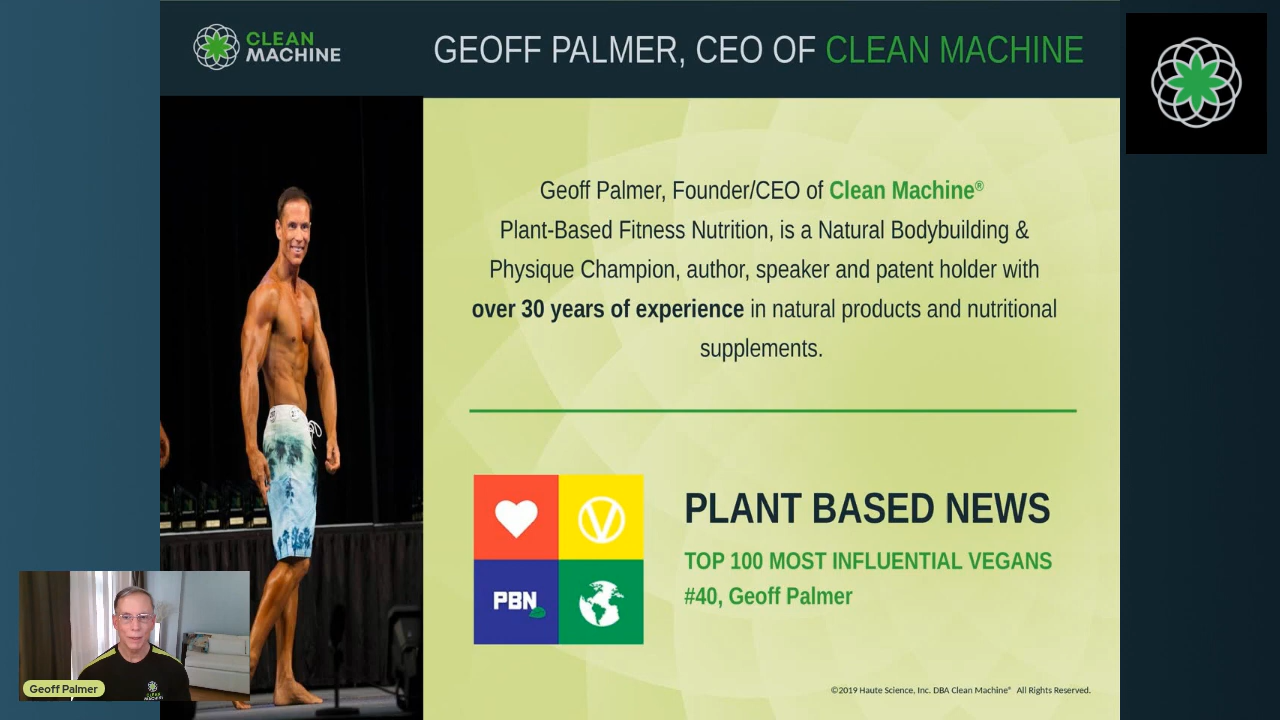 CLEAN
MACHINE
GEOFF PALMER, CEO OF CLEAN MACHINE
Geoff Palmer, Founder/CEO of Clean Machine®
Plant-Based Fitness Nutrition, is a Natural Bodybuilding &
Physique Champion, author, speaker and patent holder with
over 30 years of experience in natural products and nutritional
supplements.
PBN
PLANT BASED NEWS
TOP 100 MOST INFLUENTIAL VEGANS
#40, Geoff Palmer
CLEAN
MACHINE
Geoff Palmer
©2019 Haute Science, Inc. DBA Clean Machine® All Rights Reserved.